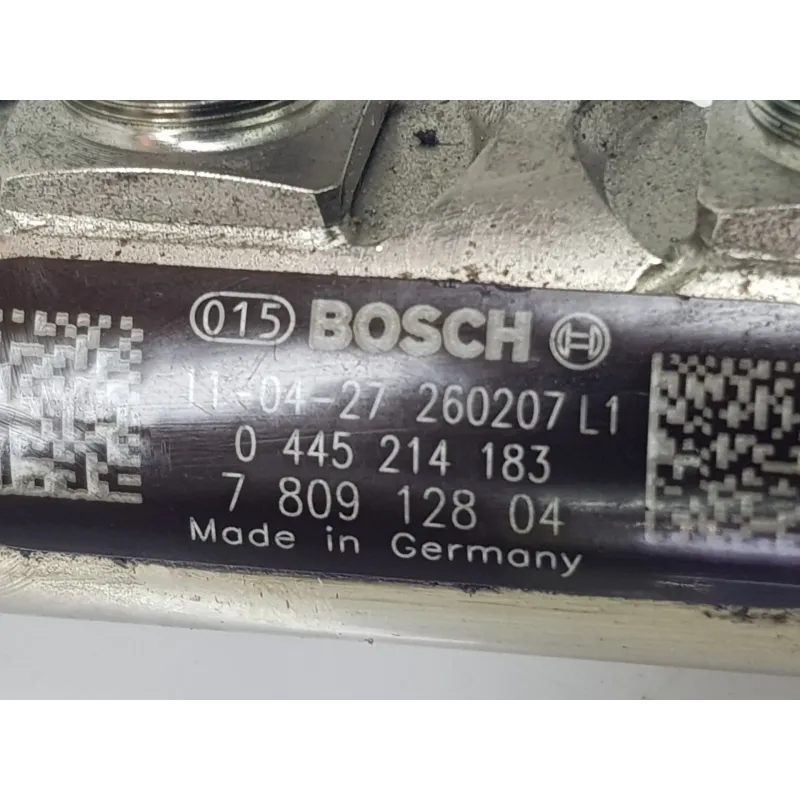 015 BOSCH
11-04-27 260207 L1
0 445 214 183
7 809 128 04
Made in Germany